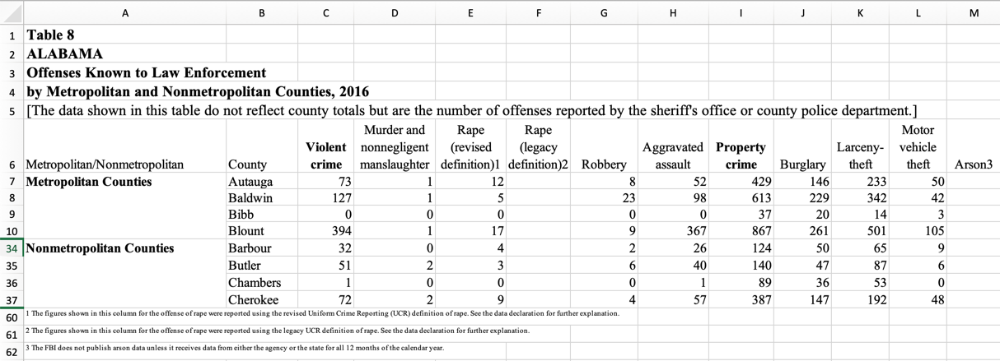 A B C D E F G H I J K L M
1 Table 8
2 ALABAMA
3 Offenses Known to Law Enforcement
4 by Metropolitan and Nonmetropolitan Counties, 2016
5 [The data shown in this table do not reflect county totals but are the number of offenses reported by the sheriff's office or county police department.]
6 Metropolitan/Nonmetropolitan County Violent crime Murder and nonnegligent manslaughter Rape (revised definition)1 Rape (legacy definition)2 Robbery Aggravated assault Property crime Burglary Larceny-theft Motor vehicle theft Arson3
7 Metropolitan Counties Autauga 73 1 12 8 52 429 146 233 50
8 Baldwin 127 1 5 23 98 613 229 342 42
9 Bibb 0 0 0 0 0 37 20 14 3
10 Blount 394 1 17 9 367 867 261 501 105
34 Nonmetropolitan Counties Barbour 32 0 4 2 26 124 50 65 9
35 Butler 51 2 3 6 40 140 47 87 6
36 Chambers 1 0 0 0 1 89 36 53 0
37 Cherokee 72 2 9 4 57 387 147 192 48
60 1 The figures shown in this column for the offense of rape were reported using the revised Uniform Crime Reporting (UCR) definition of rape. See the data declaration for further explanation.
61 2 The figures shown in this column for the offense of rape were reported using the legacy UCR definition of rape. See the data declaration for further explanation.
62 3 The FBI does not publish arson data unless it receives data from either the agency or the state for all 12 months of the calendar year.